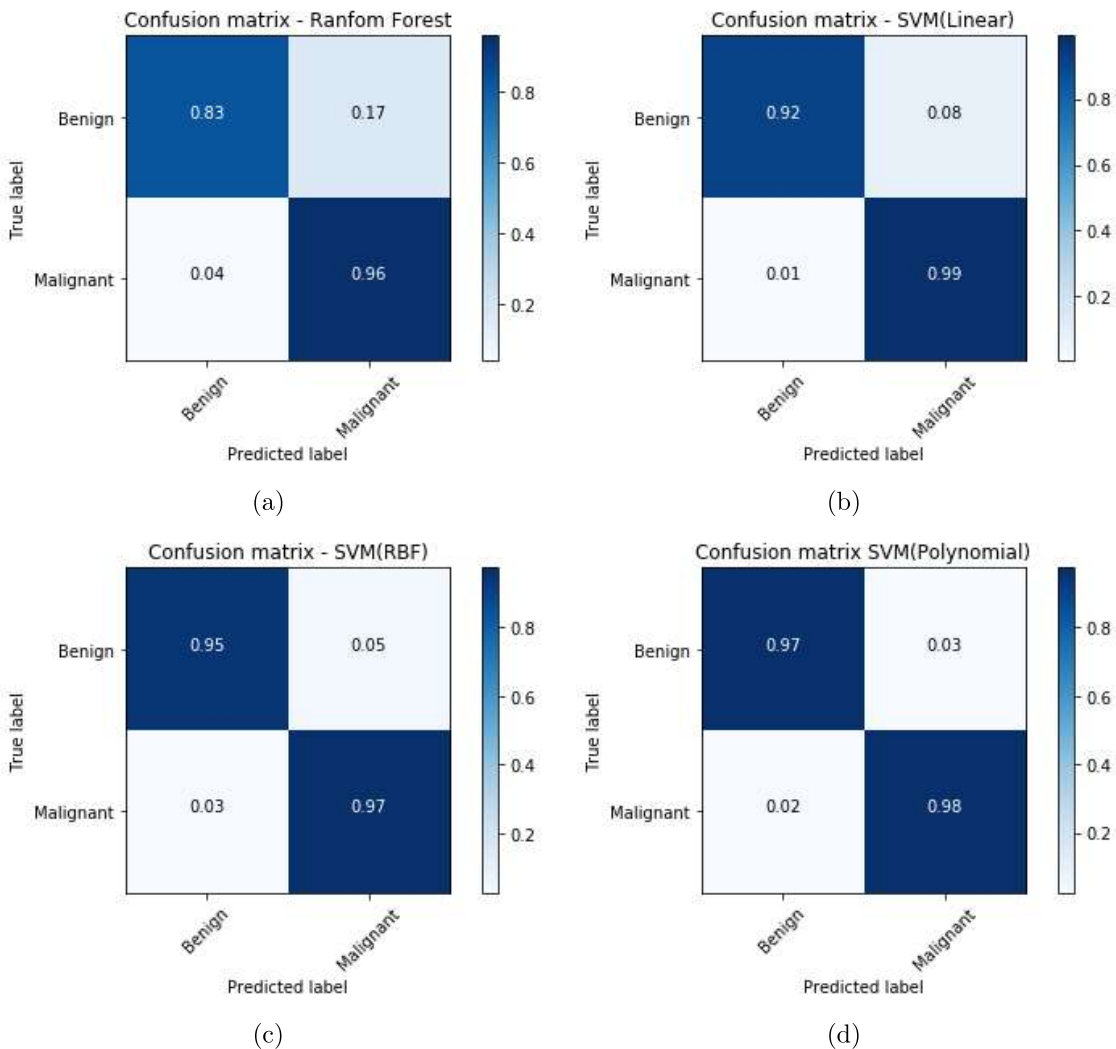 Confusion matrix - Ranfom Forest
0.8
0.6
0.4
0.2
Benign
Malignant
True label
0.83
0.17
0.04
0.96
Benign
Malignant
Predicted label
(a)
Confusion matrix - SVM(Linear)
0.8
0.6
0.4
0.2
Benign
Malignant
True label
0.92
0.08
0.01
0.99
Benign
Malignant
Predicted label
(b)
Confusion matrix - SVM(RBF)
0.8
0.6
0.4
0.2
Benign
Malignant
True label
0.95
0.05
0.03
0.97
Benign
Malignant
Predicted label
(c)
Confusion matrix SVM(Polynomial)
0.8
0.6
0.4
0.2
Benign
Malignant
True label
0.97
0.03
0.02
0.98
Benign
Malignant
Predicted label
(d)